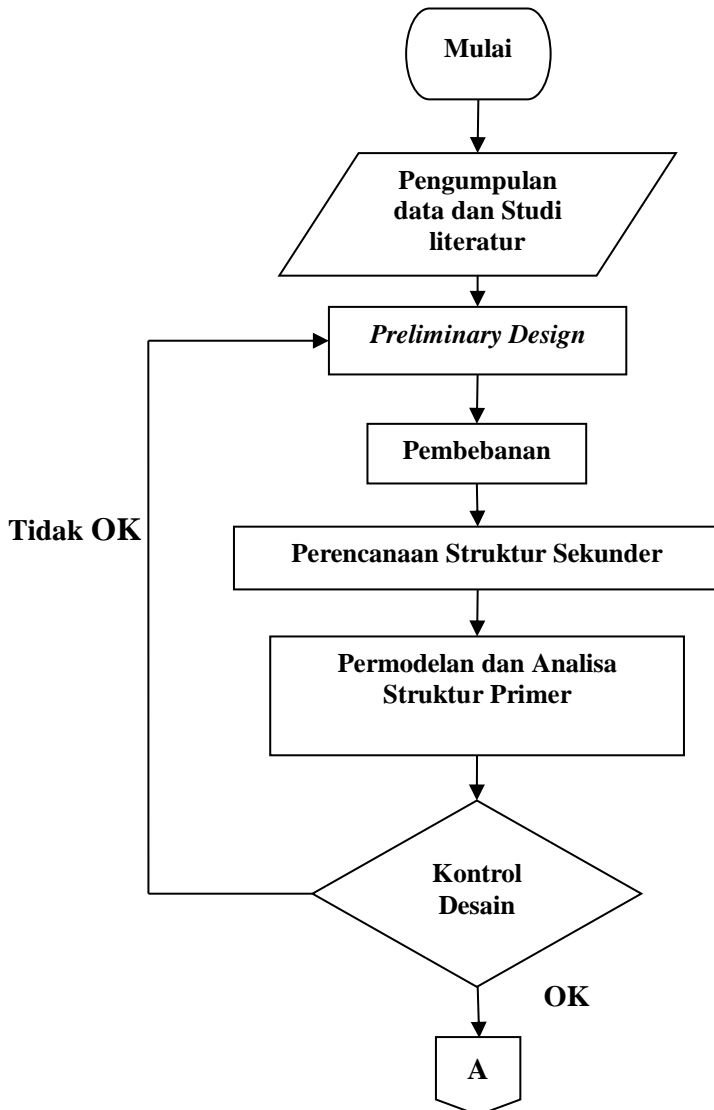 Mulai
Pengumpulan
data dan Studi
literatur
Preliminary Design
Pembebanan
Tidak OK
Perencanaan Struktur Sekunder
Permodelan dan Analisa
Struktur Primer
Kontrol
Desain
OK
A